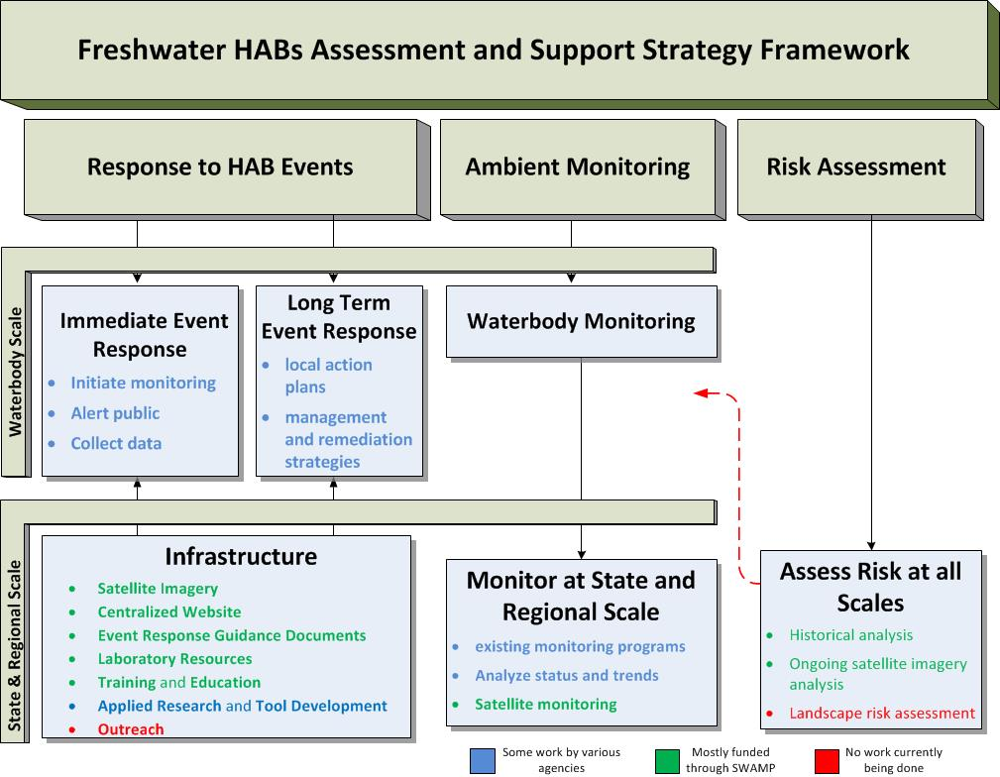 Freshwater HABs Assessment and Support Strategy Framework
Response to HAB Events
Ambient Monitoring
Risk Assessment
Waterbody Scale
Immediate Event
Response
• Initiate monitoring
• Alert public
• Collect data
Long Term
Event Response
• local action
plans
• management
and remediation
strategies
Waterbody Monitoring
State & Regional Scale
Infrastructure
• Satellite Imagery
• Centralized Website
• Event Response Guidance Documents
• Laboratory Resources
• Training and Education
• Applied Research and Tool Development
• Outreach
Monitor at State and
Regional Scale
• existing monitoring programs
• Analyze status and trends
• Satellite monitoring
Assess Risk at all
Scales
• Historical analysis
• Ongoing satellite imagery
analysis
• Landscape risk assessment
Some work by various
agencies
Mostly funded
through SWAMP
No work currently
being done